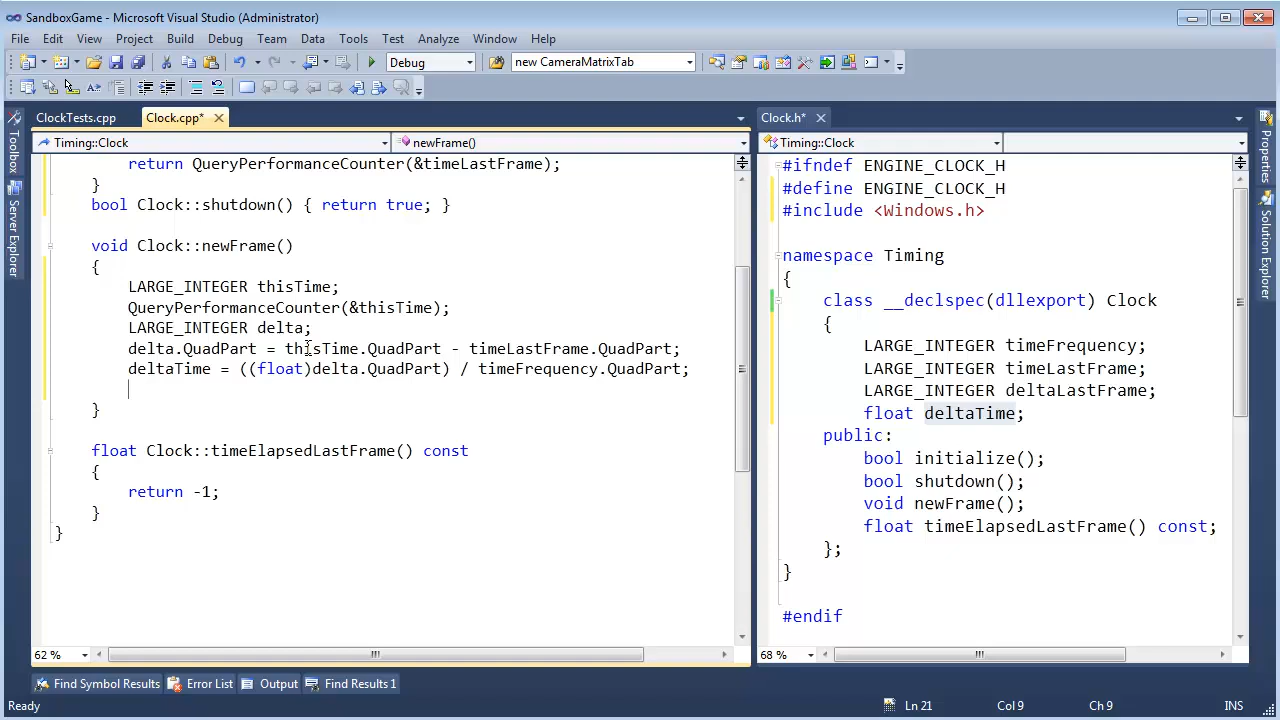 SandboxGame - Microsoft Visual Studio (Administrator)
File Edit View Project Build Debug Team Data Tools Test Analyze Window Help
Debug new CameraMatrixTab
ClockTests.cpp Clock.cpp* Clock.h*
Timing::Clock newFrame() Timing::Clock
Toolbox
Server Explorer
return QueryPerformanceCounter(&timeLastFrame);
}
bool Clock::shutdown() { return true; }
void Clock::newFrame()
{
LARGE_INTEGER thisTime;
QueryPerformanceCounter(&thisTime);
LARGE_INTEGER delta;
delta.QuadPart = thisTime.QuadPart - timeLastFrame.QuadPart;
deltaTime = ((float)delta.QuadPart) / timeFrequency.QuadPart;
}
float Clock::timeElapsedLastFrame() const
{
return -1;
}
}
62 %
#ifndef ENGINE_CLOCK_H
#define ENGINE_CLOCK_H
#include <Windows.h>
namespace Timing
{
class __declspec(dllexport) Clock
{
LARGE_INTEGER timeFrequency;
LARGE_INTEGER timeLastFrame;
LARGE_INTEGER deltaLastFrame;
float deltaTime;
public:
bool initialize();
bool shutdown();
void newFrame();
float timeElapsedLastFrame() const;
};
}
#endif
68 %
Properties
Solution Explorer
Find Symbol Results Error List Output Find Results 1
Ready Ln 21 Col 9 Ch 9 INS